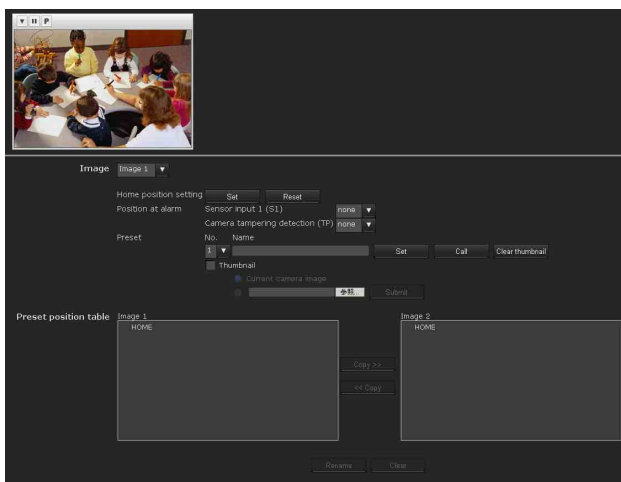 P
Image Image 1
Home position setting Set Reset
Position at alarm Sensor input 1 (S1) none
Camera tampering detection (TP) none
Preset No. Name
1 Set Call Clear thumbnail
Thumbnail
Current camera image
参照... Submit
Preset position table Image 1 Image 2
HOME HOME
Copy >>
<< Copy
Rename Clear